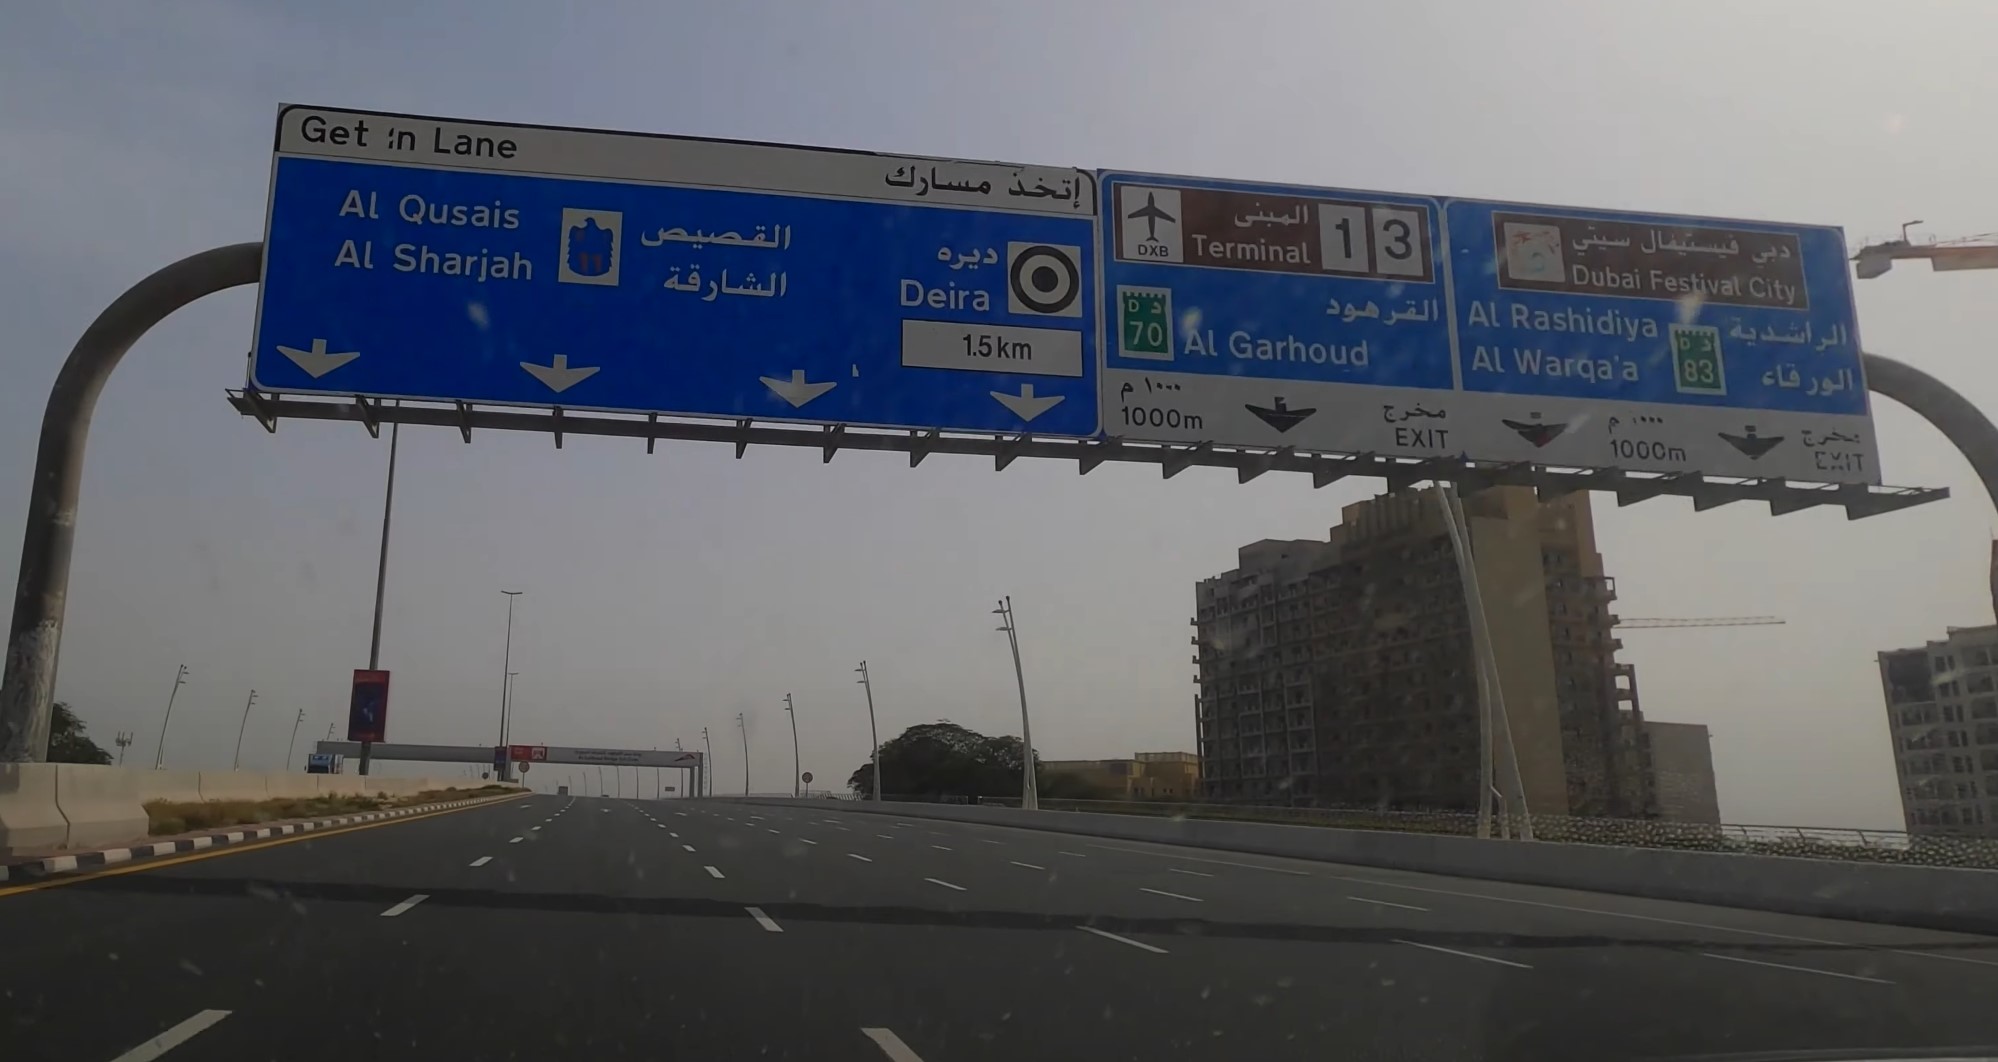 Get in Lane
إتخذ مسارك
Al Qusais
Al Sharjah
القصيص
الشارقة
ديره
Deira
1.5km
DXB
المبنى
Terminal
1 3
D د
70
القرهود
Al Garhoud
م ١٠٠٠
1000m
مخرج
EXIT
دبي فيستيفال سيتي
Dubai Festival City
Al Rashidiya
Al Warqa'a
D د
83
الراشدية
الورقاء
م ١٠٠٠
1000m
مخرج
EXIT